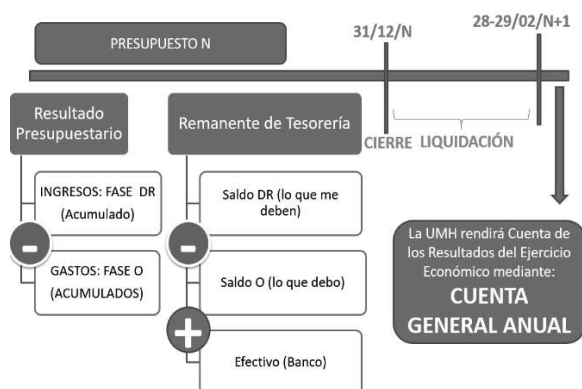 PRESUPUESTO N
31/12/N
28-29/02/N+1
CIERRE
LIQUIDACIÓN
Resultado
Presupuestario
INGRESOS: FASE DR
(Acumulado)
-
GASTOS: FASE O
(ACUMULADOS)
Remanente de Tesorería
Saldo DR (lo que me
deben)
-
Saldo O (lo que debo)
+
Efectivo (Banco)
La UMH rendirá Cuenta de
los Resultados del Ejercicio
Económico mediante:
CUENTA
GENERAL ANUAL